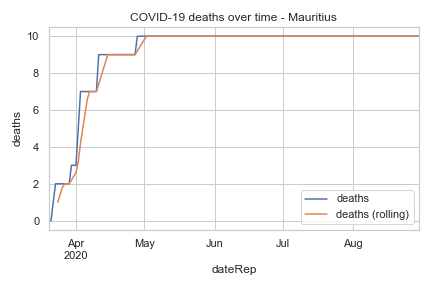 COVID-19 deaths over time - Mauritius
10
8
6
4
2
0
deaths
deaths
deaths (rolling)
Apr
2020
May
Jun
Jul
Aug
dateRep